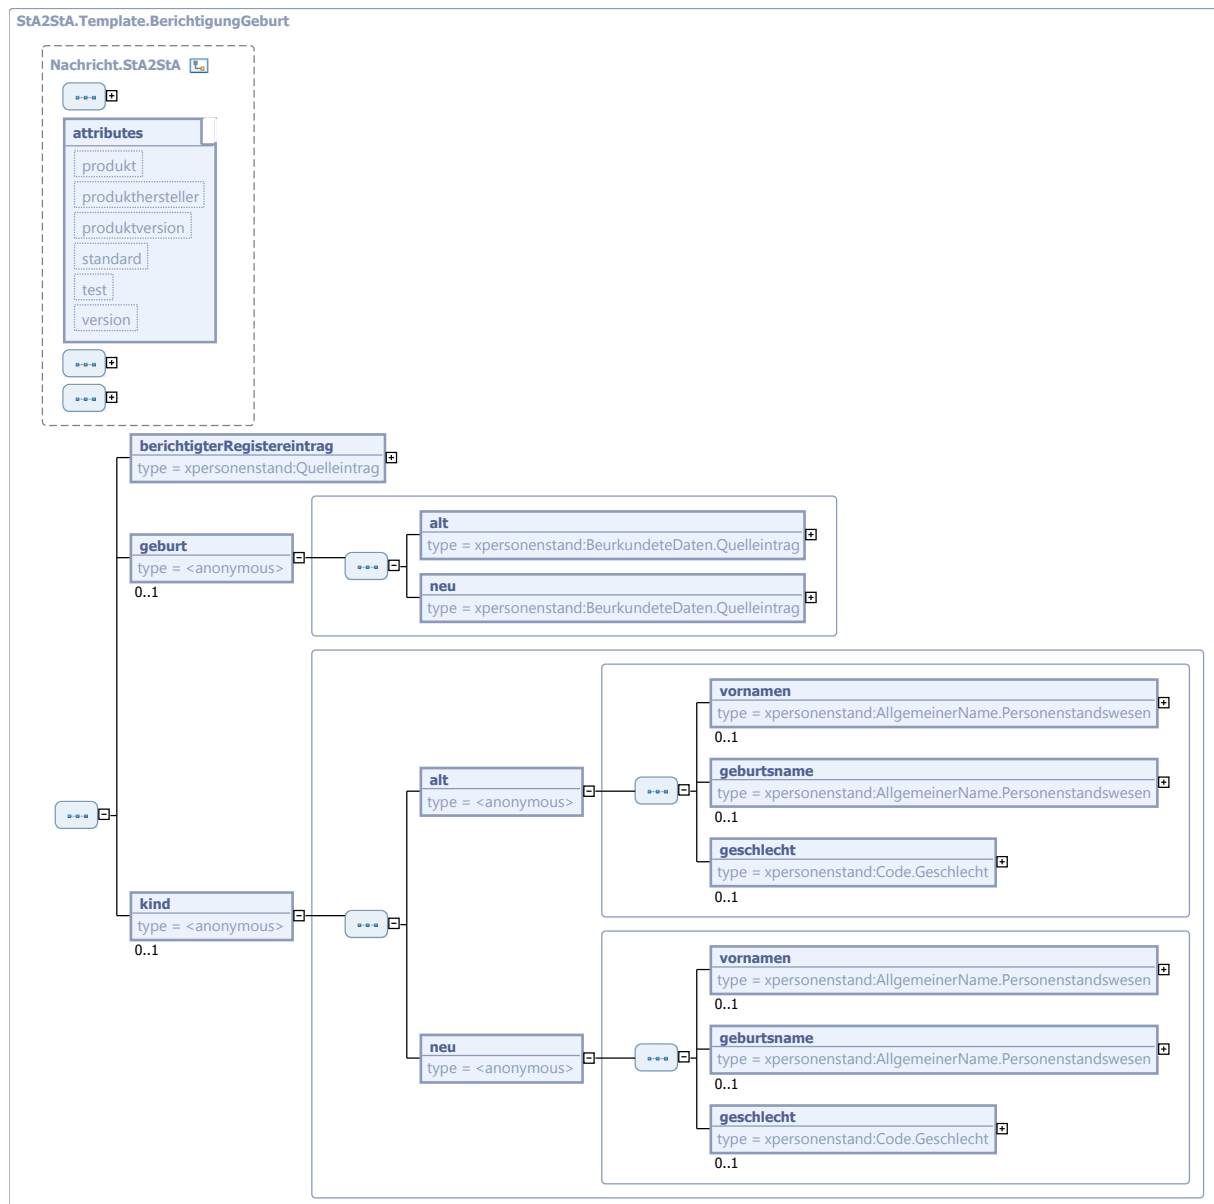 StA2StA.Template.BerichtigungGeburt
Nachricht.StA2StA
attributes
produkt
produkthersteller
produktversion
standard
test
version
berichtigterRegistereintrag
type = xpersonenstand:Quelleintrag
geburt
type = <anonymous>
0..1
alt
type = xpersonenstand:BeurkundeteDaten.Quelleintrag
neu
type = xpersonenstand:BeurkundeteDaten.Quelleintrag
kind
type = <anonymous>
0..1
alt
type = <anonymous>
vornamen
type = xpersonenstand:AllgemeinerName.Personenstandswesen
0..1
geburtsname
type = xpersonenstand:AllgemeinerName.Personenstandswesen
0..1
geschlecht
type = xpersonenstand:Code.Geschlecht
0..1
neu
type = <anonymous>
vornamen
type = xpersonenstand:AllgemeinerName.Personenstandswesen
0..1
geburtsname
type = xpersonenstand:AllgemeinerName.Personenstandswesen
0..1
geschlecht
type = xpersonenstand:Code.Geschlecht
0..1